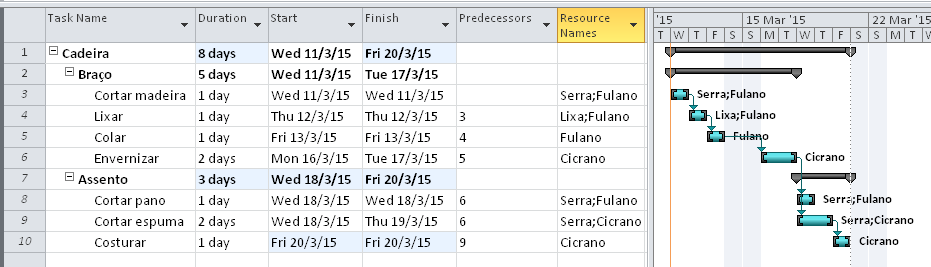 Task Name Duration Start Finish Predecessors Resource Names
'15 15 Mar '15 22 Mar '15
T W T F S S M T W T F S S M T W
1 Cadeira 8 days Wed 11/3/15 Fri 20/3/15
2 Braço 5 days Wed 11/3/15 Tue 17/3/15
3 Cortar madeira 1 day Wed 11/3/15 Wed 11/3/15 Serra;Fulano Serra;Fulano
4 Lixar 1 day Thu 12/3/15 Thu 12/3/15 3 Lixa;Fulano Lixa;Fulano
5 Colar 1 day Fri 13/3/15 Fri 13/3/15 4 Fulano Fulano
6 Envernizar 2 days Mon 16/3/15 Tue 17/3/15 5 Cicrano Cicrano
7 Assento 3 days Wed 18/3/15 Fri 20/3/15
8 Cortar pano 1 day Wed 18/3/15 Wed 18/3/15 6 Serra;Fulano Serra;Fulano
9 Cortar espuma 2 days Wed 18/3/15 Thu 19/3/15 6 Serra;Cicrano Serra;Cicrano
10 Costurar 1 day Fri 20/3/15 Fri 20/3/15 9 Cicrano Cicrano